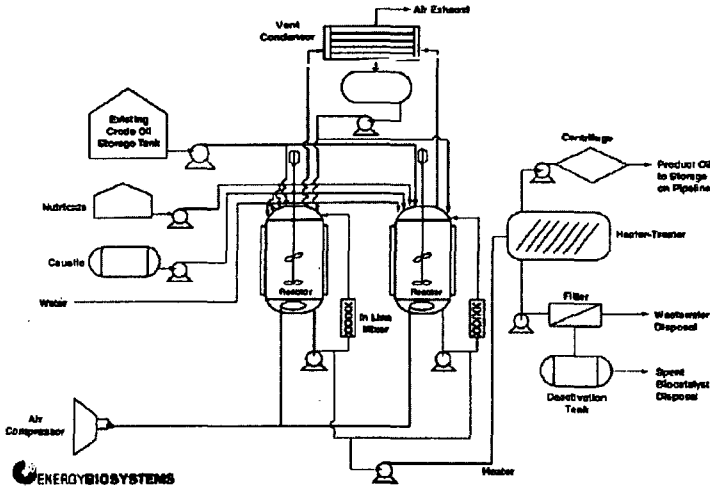 Air Exhaust
Vent
Condenser
Existing
Crude Oil
Storage Tank
Centrifuge
Product Oil
to Storage
on Pipeline
Nutrients
Heater-Treater
Caustic
Reactor
Reactor
Water
In Line
Mixer
Filter
Wastewater
Disposal
Spent
Biocatalyst
Disposal
Deactivation
Tank
Air
Compressor
Heater
ENERGYBIOSYSTEMS